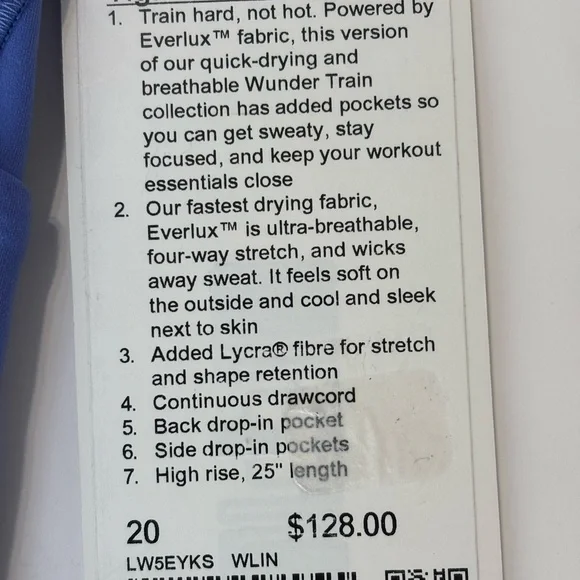 1. Train hard, not hot. Powered by
Everlux™ fabric, this version
of our quick-drying and
breathable Wunder Train
collection has added pockets so
you can get sweaty, stay
focused, and keep your workout
essentials close
2. Our fastest drying fabric,
Everlux™ is ultra-breathable,
four-way stretch, and wicks
away sweat. It feels soft on
the outside and cool and sleek
next to skin
3. Added Lycra® fibre for stretch
and shape retention
4. Continuous drawcord
5. Back drop-in pocket
6. Side drop-in pockets
7. High rise, 25" length
20 $128.00
LW5EYKS WLIN